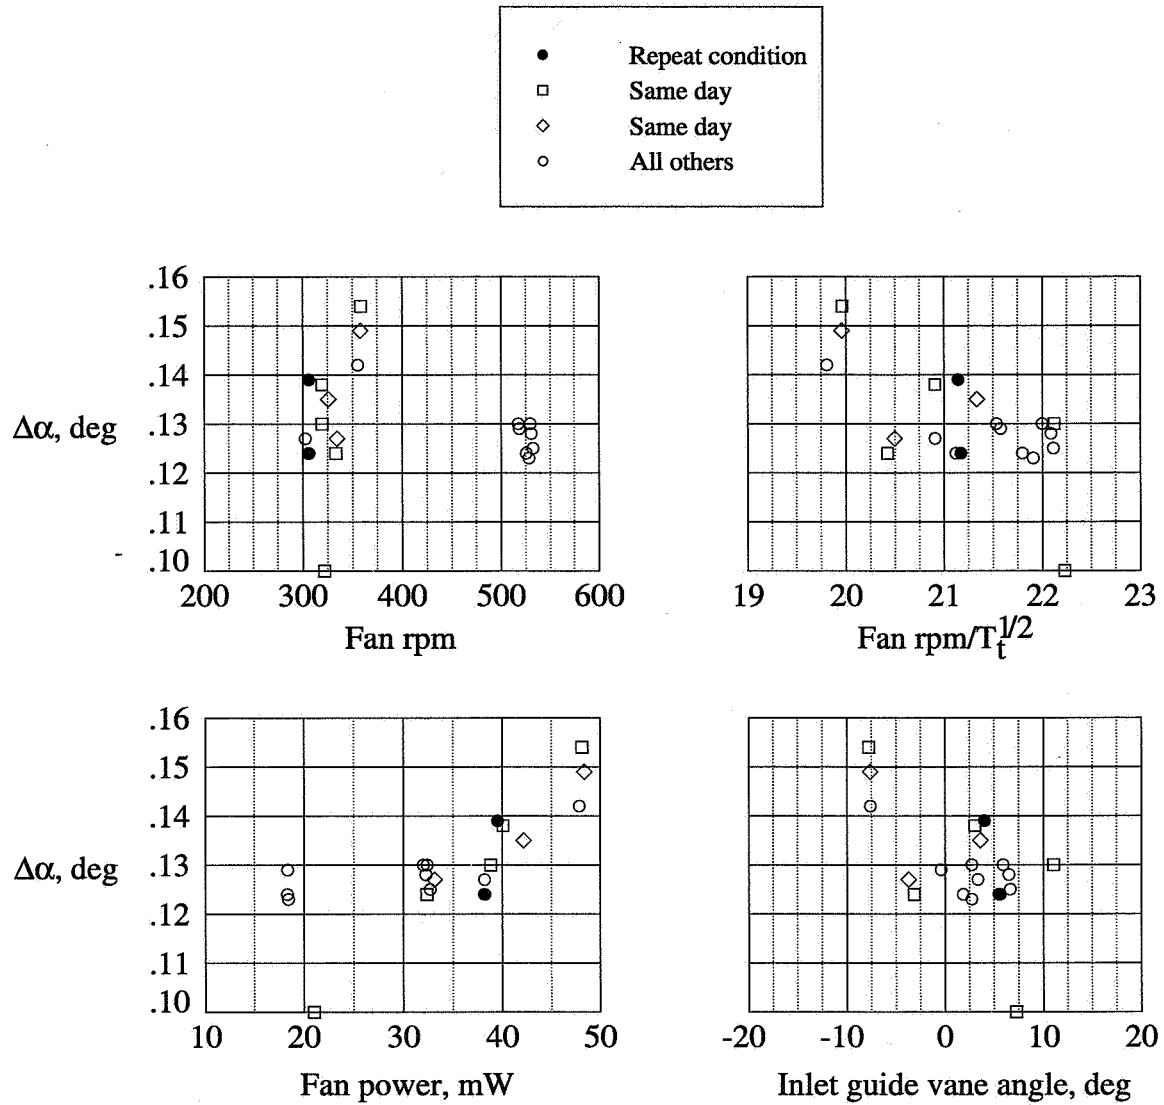 Repeat condition
Same day
Same day
All others
.16
.15
.14
.13
.12
.11
.10
Δα, deg
200 300 400 500 600
Fan rpm
19 20 21 22 23
Fan rpm/T_t^1/2
.16
.15
.14
.13
.12
.11
.10
Δα, deg
10 20 30 40 50
Fan power, mW
-20 -10 0 10 20
Inlet guide vane angle, deg